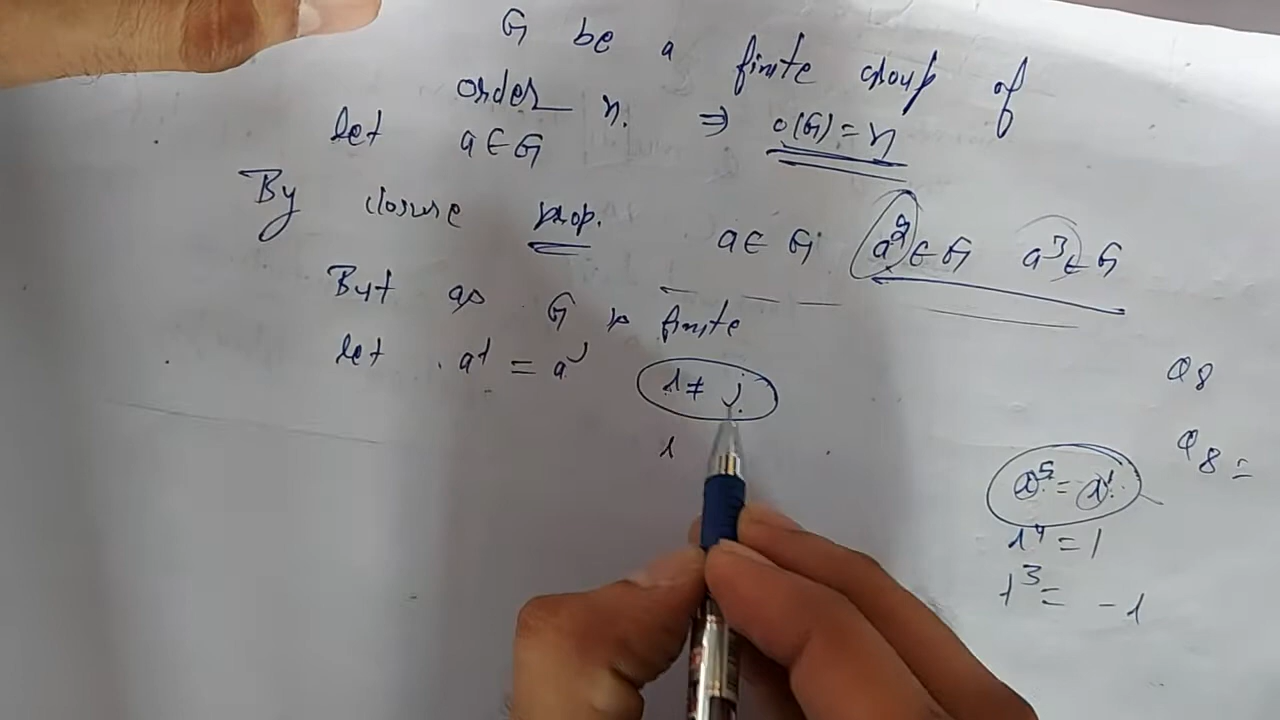 G be a finite group of
order n. ⇒ o(G) = n
let a ∈ G
By closure prop. a ∈ G a² ∈ G a³ ∈ G
But as G is finite
let aⁱ = aʲ i ≠ j
i
Q8
Q8 =
i⁵ = i¹
i⁴ = 1
i³ = -i